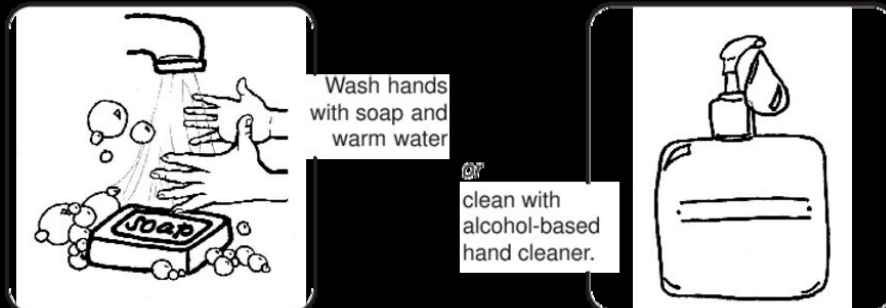 Wash hands
with soap and
warm water
soap
or
clean with
alcohol-based
hand cleaner.